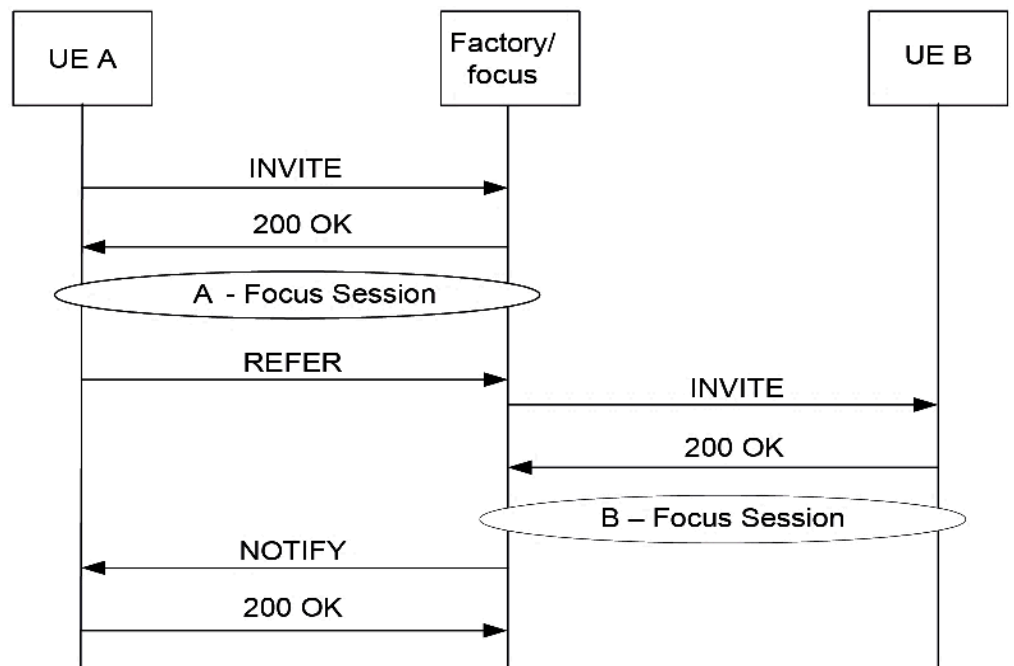 UE A
Factory/
focus
UE B
INVITE
200 OK
A - Focus Session
REFER
INVITE
200 OK
B – Focus Session
NOTIFY
200 OK